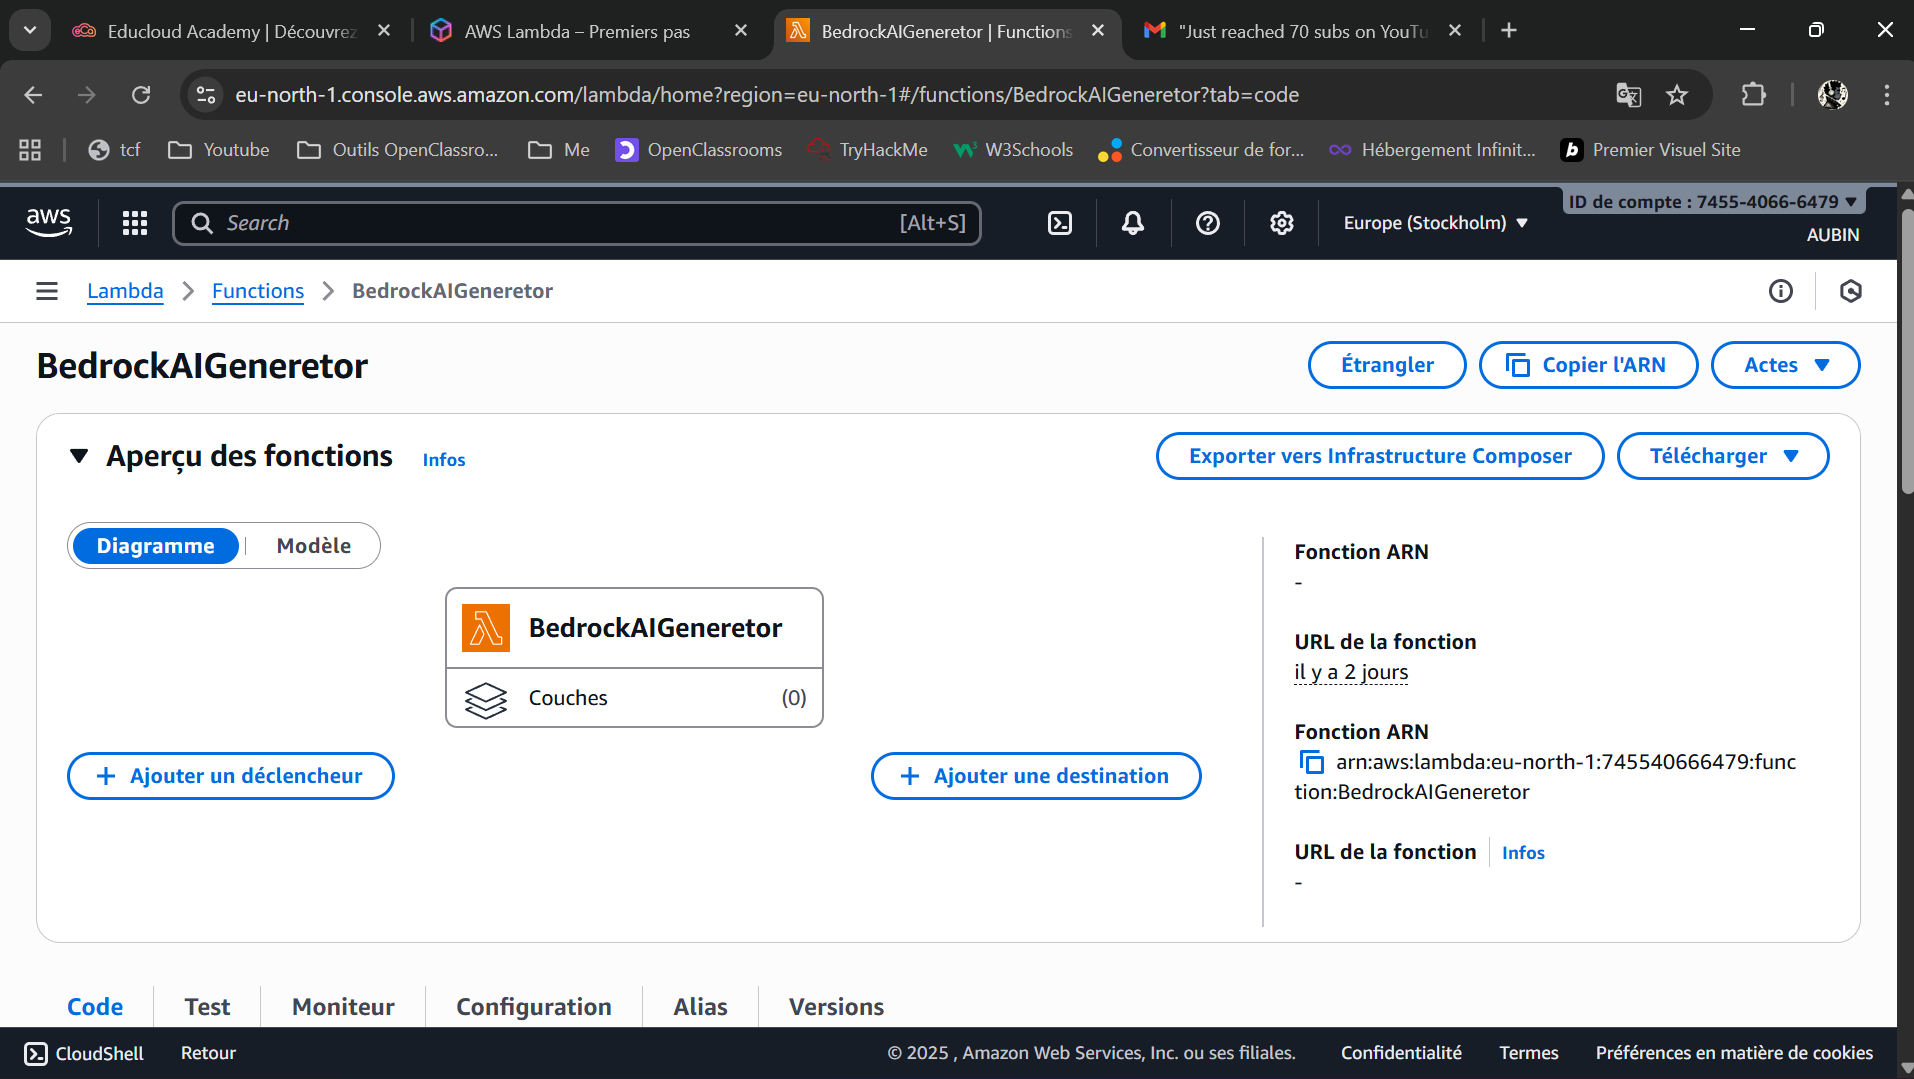 Educloud Academy | Découvrez
AWS Lambda – Premiers pas
BedrockAIGeneretor | Functions
"Just reached 70 subs on YouTu
eu-north-1.console.aws.amazon.com/lambda/home?region=eu-north-1#/functions/BedrockAIGeneretor?tab=code
tcf
Youtube
Outils OpenClassro...
Me
OpenClassrooms
TryHackMe
W3Schools
Convertisseur de for...
Hébergement Infinit...
Premier Visuel Site
aws
Search
[Alt+S]
Europe (Stockholm)
ID de compte : 7455-4066-6479
AUBIN
Lambda
Functions
BedrockAIGeneretor
BedrockAIGeneretor
Étrangler
Copier l'ARN
Actes
Aperçu des fonctions
Infos
Exporter vers Infrastructure Composer
Télécharger
Diagramme
Modèle
BedrockAIGeneretor
Couches
(0)
Ajouter un déclencheur
Ajouter une destination
Fonction ARN
-
URL de la fonction
il y a 2 jours
Fonction ARN
arn:aws:lambda:eu-north-1:745540666479:func
tion:BedrockAIGeneretor
URL de la fonction
Infos
-
Code
Test
Moniteur
Configuration
Alias
Versions
CloudShell
Retour
© 2025 , Amazon Web Services, Inc. ou ses filiales.
Confidentialité
Termes
Préférences en matière de cookies